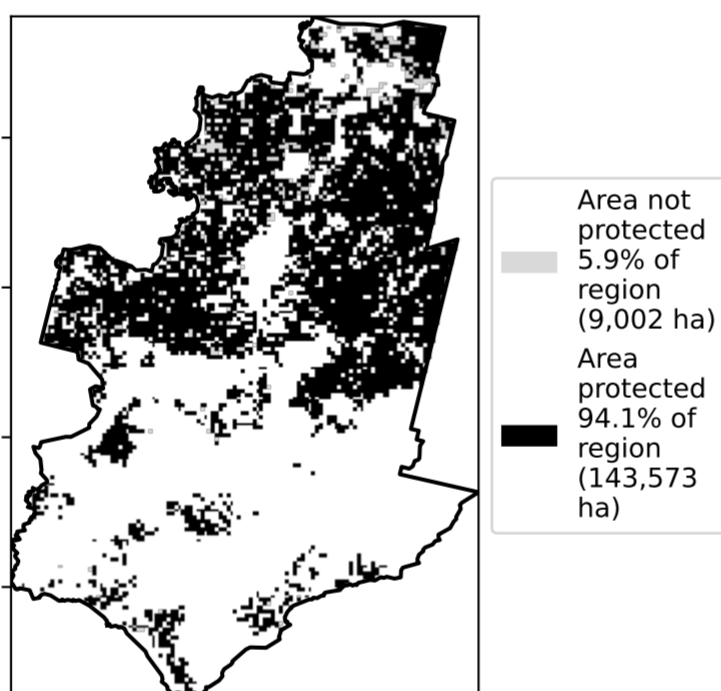 Area not
protected
5.9% of
region
(9,002 ha)
Area
protected
94.1% of
region
(143,573
ha)